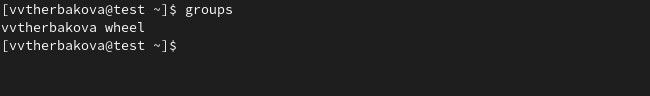 [vvtherbakova@test ~]$ groups
vvtherbakova wheel
[vvtherbakova@test ~]$